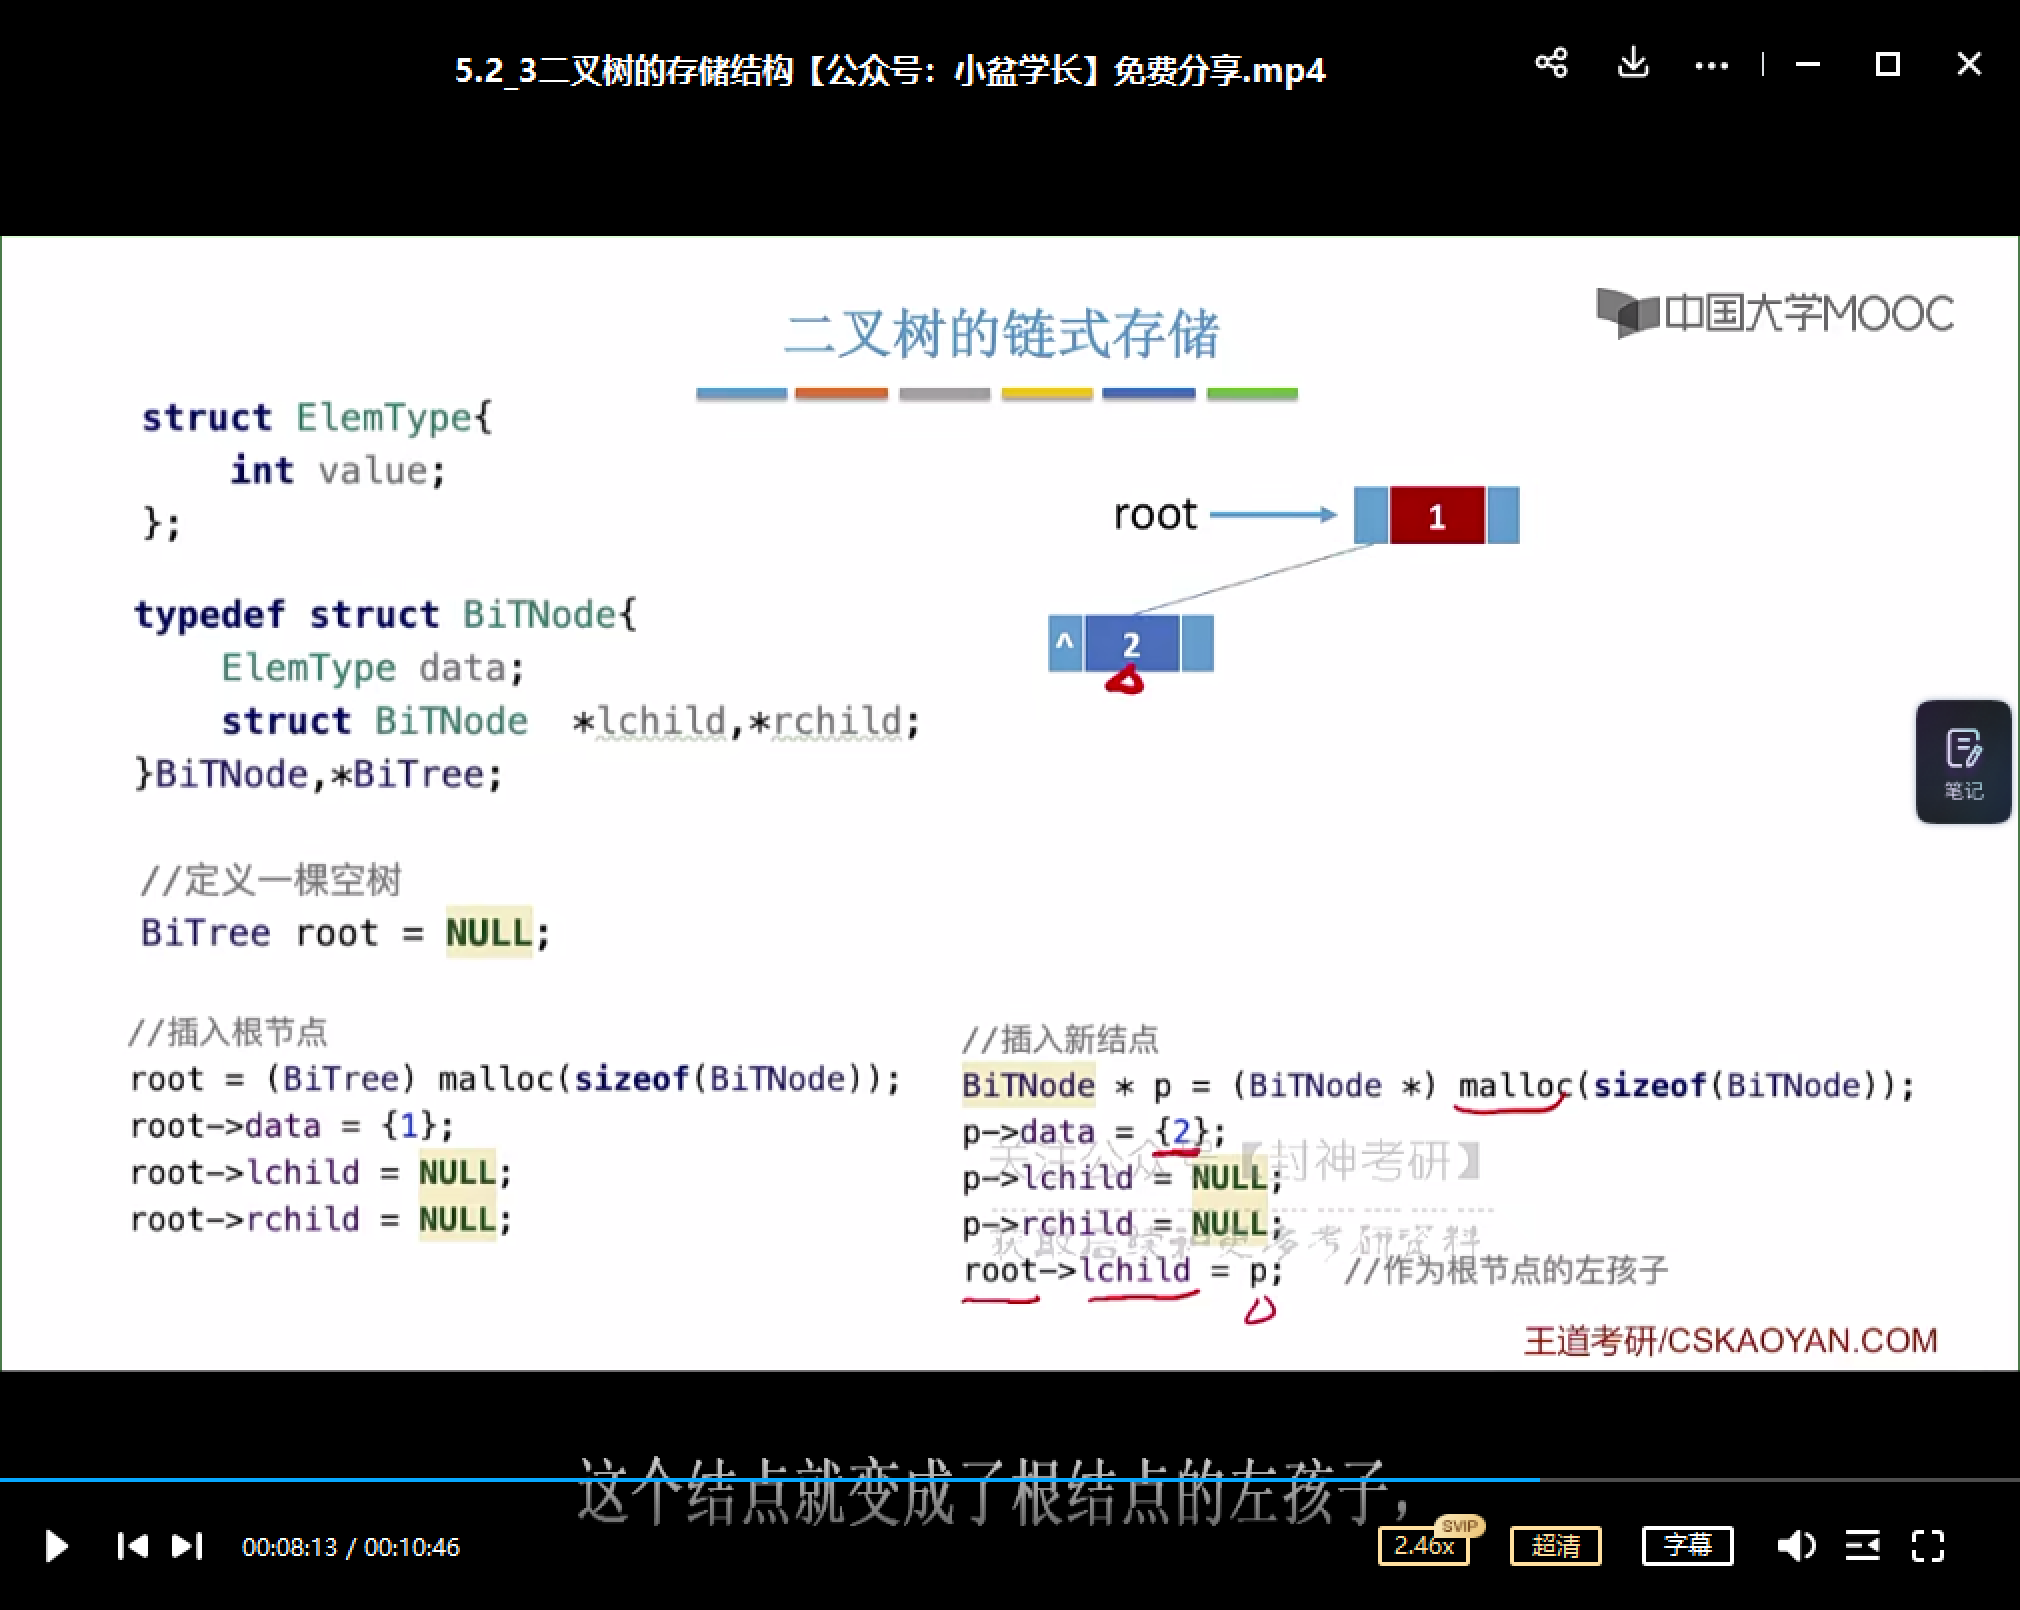 5.2_3二叉树的存储结构【公众号：小盆学长】免费分享.mp4
中国大学MOOC
二叉树的链式存储
struct ElemType{
int value;
};
typedef struct BiTNode{
ElemType data;
struct BiTNode *lchild,*rchild;
}BiTNode,*BiTree;
//定义一棵空树
BiTree root = NULL;
//插入根节点
root = (BiTree) malloc(sizeof(BiTNode));
root->data = {1};
root->lchild = NULL;
root->rchild = NULL;
root
1
^ 2
笔记
//插入新结点
BiTNode * p = (BiTNode *) malloc(sizeof(BiTNode));
p->data = {2};
关注公众号【封神考研】
p->lchild = NULL;
p->rchild = NULL;
获取后续和更多考研资料
root->lchild = p; //作为根节点的左孩子
王道考研/CSKAOYAN.COM
这个结点就变成了根结点的左孩子，
00:08:13 / 00:10:46
2.46x
SVIP
超清
字幕